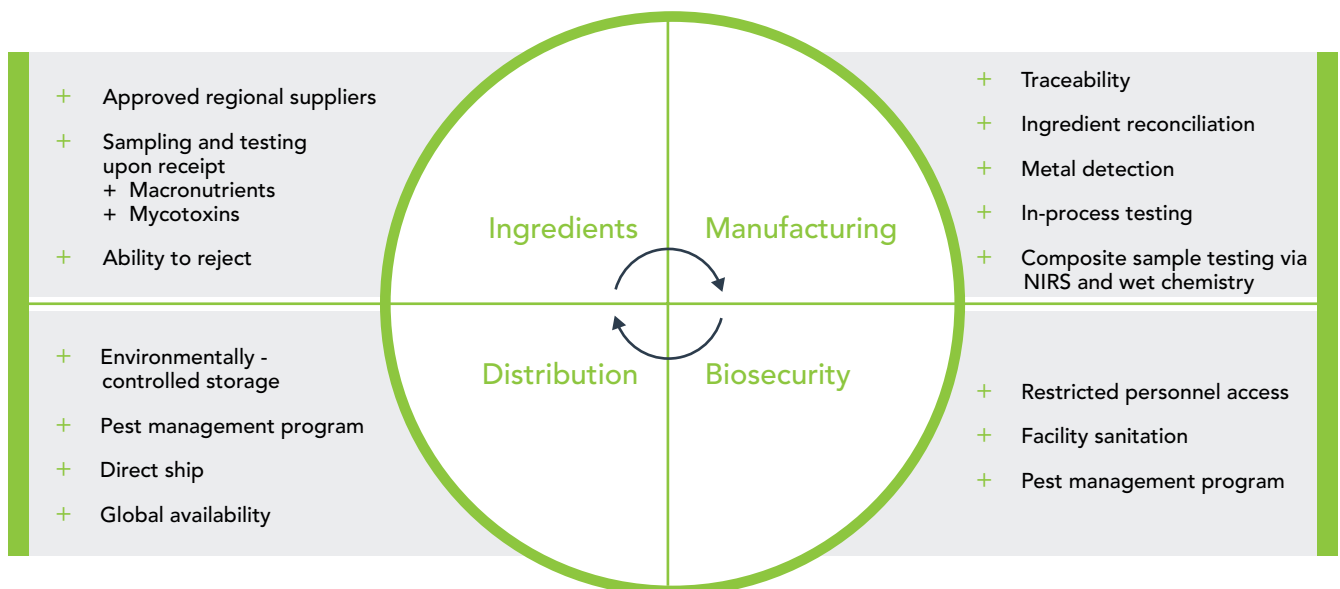 + Approved regional suppliers
+ Sampling and testing
upon receipt
+ Macronutrients
+ Mycotoxins
+ Ability to reject
Ingredients
Manufacturing
+ Traceability
+ Ingredient reconciliation
+ Metal detection
+ In-process testing
+ Composite sample testing via
NIRS and wet chemistry
+ Environmentally -
controlled storage
+ Pest management program
+ Direct ship
+ Global availability
Distribution
Biosecurity
+ Restricted personnel access
+ Facility sanitation
+ Pest management program